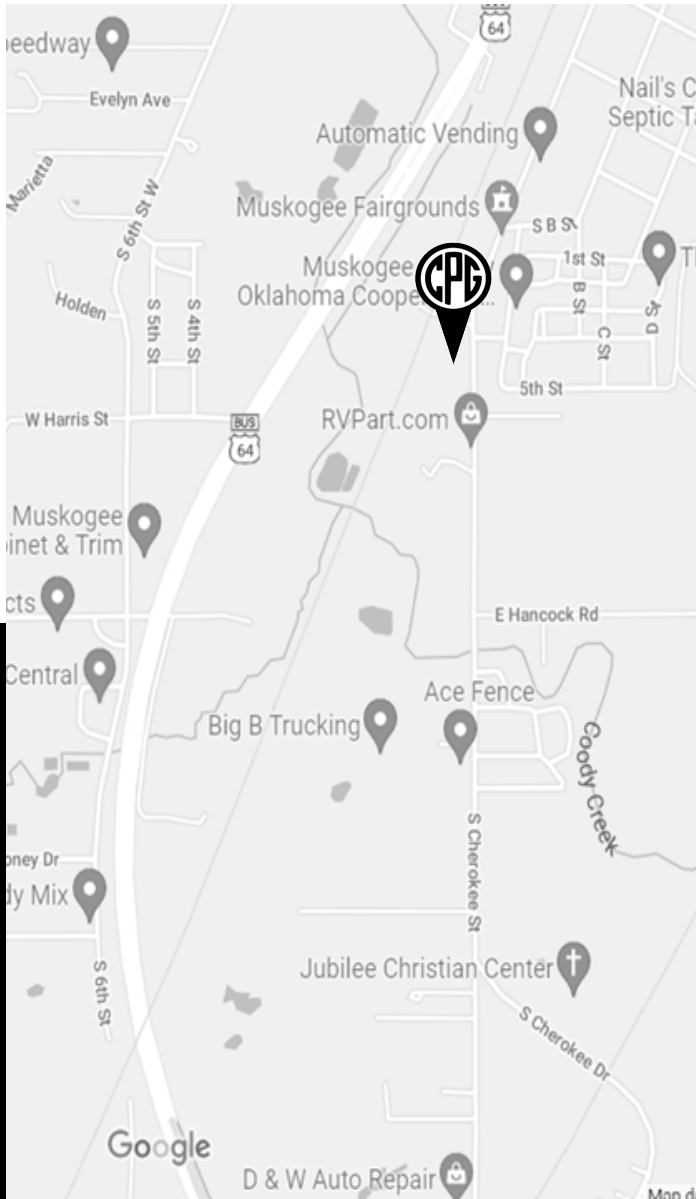 64
eedway
Evelyn Ave
Nail's C
Septic Ta
Automatic Vending
Marietta
Muskogee Fairgrounds
S 6th St W
S B St
1st St
Muskogee
Oklahoma Coope
CPG
B St
C St
Holden
S 5th St
S 4th St
5th St
W Harris St
BUS
64
RVPart.com
Muskogee
binet & Trim
cts
E Hancock Rd
Central
Ace Fence
Big B Trucking
Coody Creek
S Cherokee St
oney Dr
dy Mix
Jubilee Christian Center
S 6th St
S Cherokee Dr
Google
D & W Auto Repair